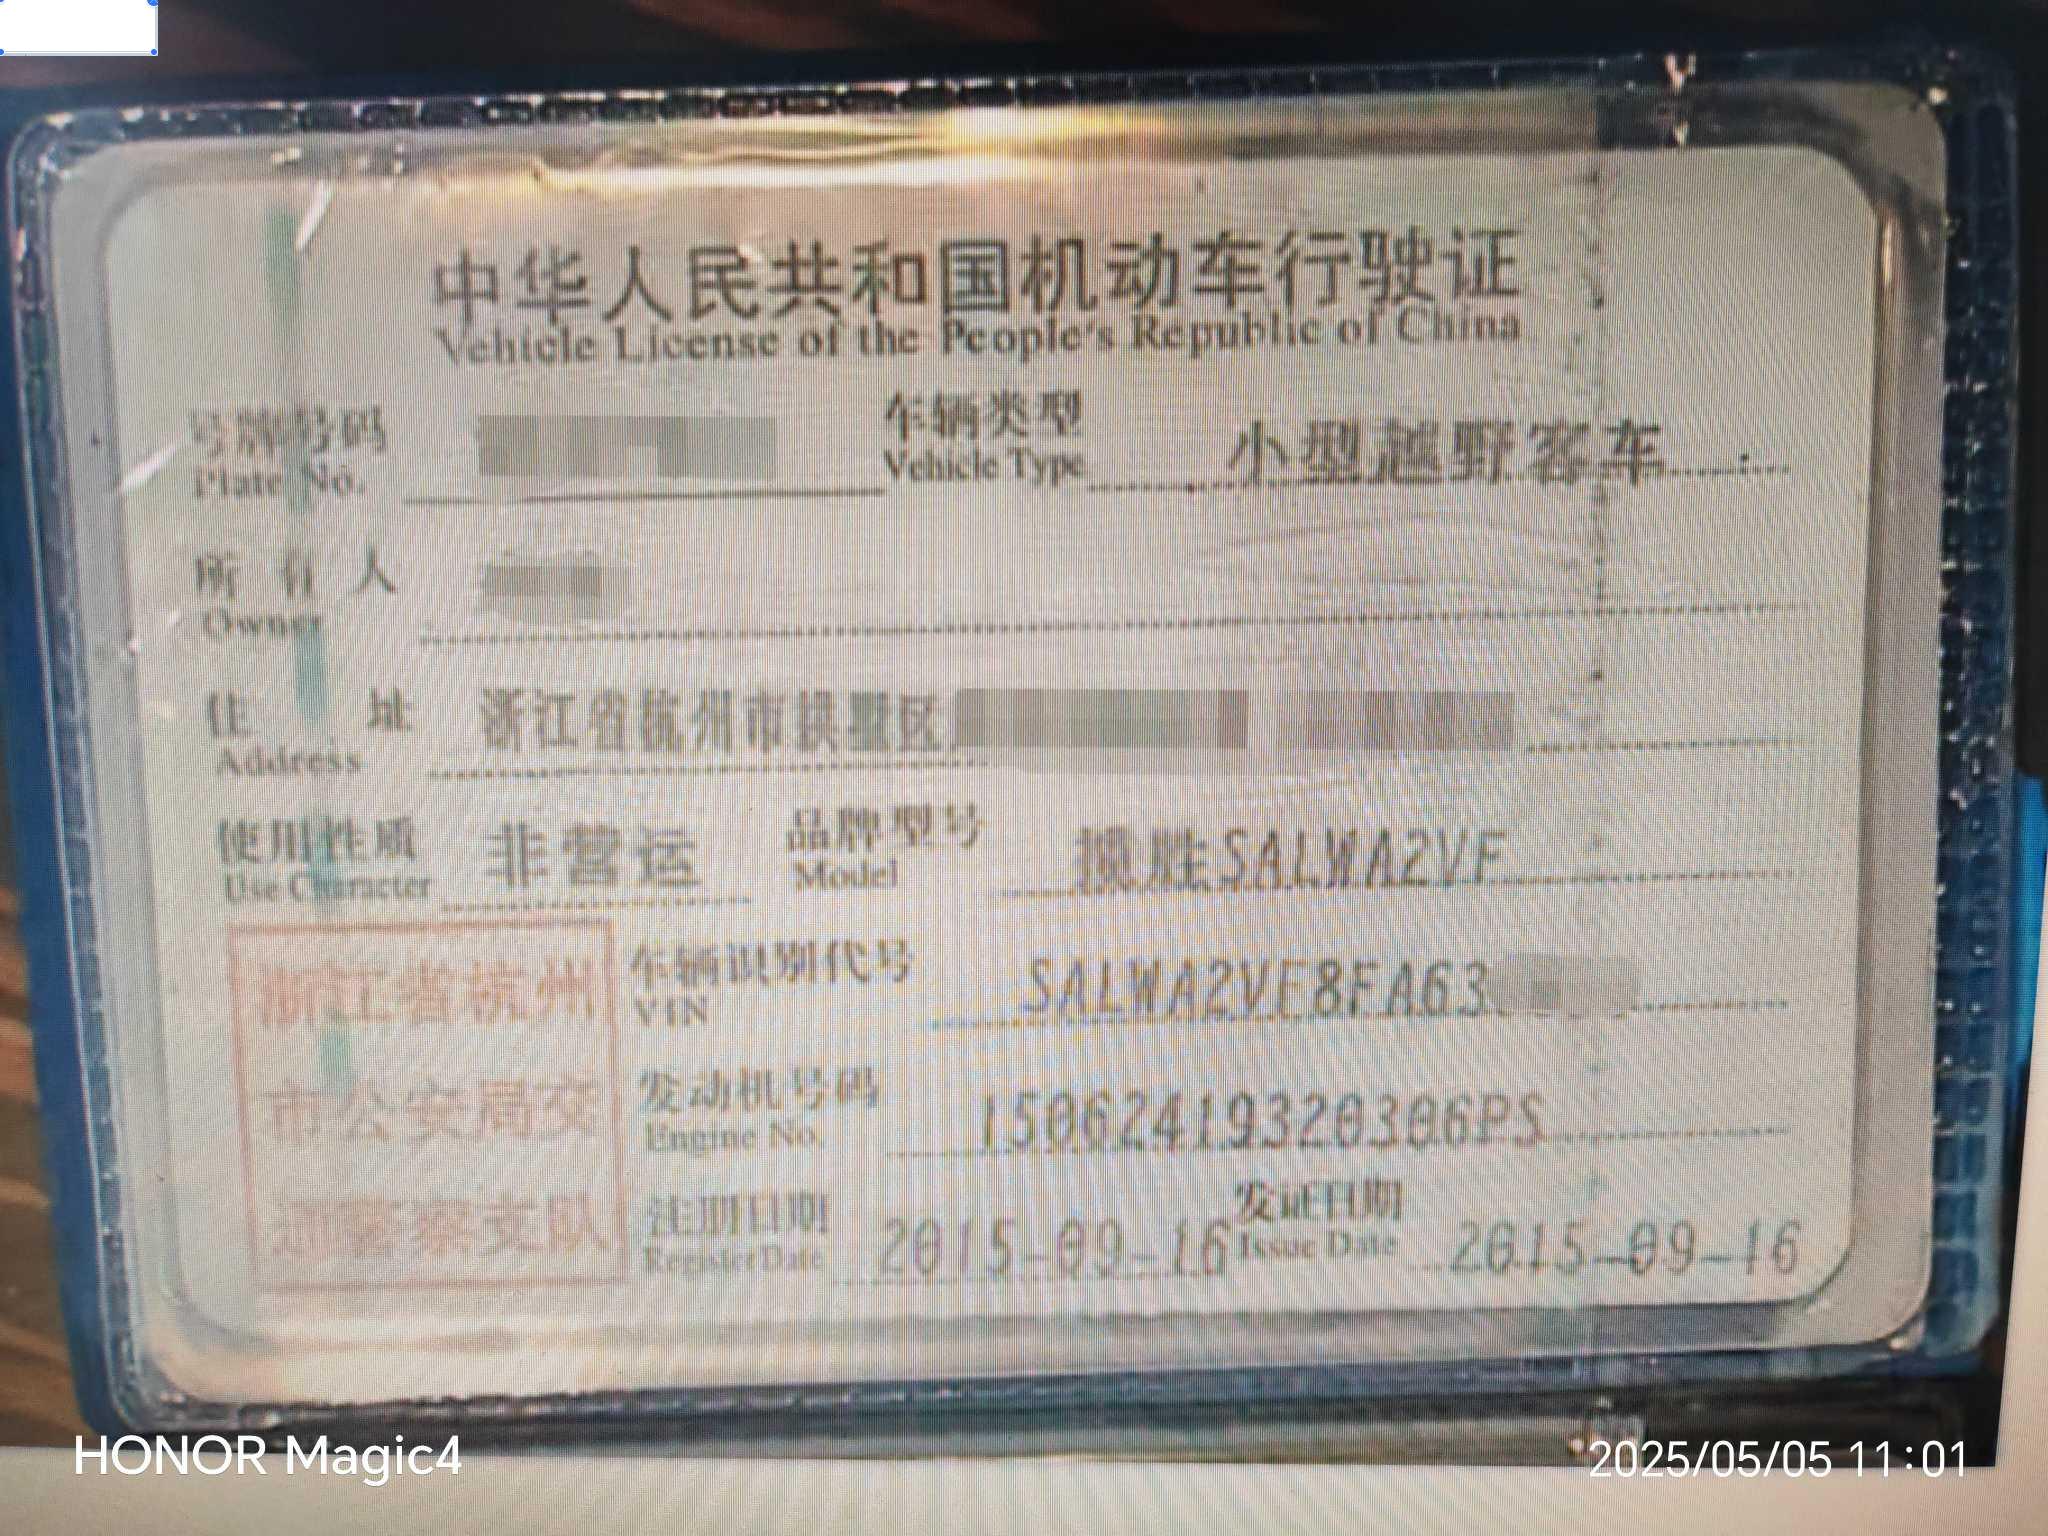 中华人民共和国机动车行驶证
Vehicle License of the People's Republic of China
号牌号码
Plate No.
车辆类型
Vehicle Type
小型越野客车
所有人
Owner
住址
Address
浙江省杭州市拱墅区
使用性质
Use Character
非营运
品牌型号
Model
揽胜SALWA2VF
浙江省杭州
市公安局交
通警察支队
车辆识别代号
VIN
SALWA2VF8FA63
发动机号码
Engine No.
15062419320306PS
注册日期
Register Date
2015-09-16
发证日期
Issue Date
2015-09-16
HONOR Magic4
2025/05/05 11:01